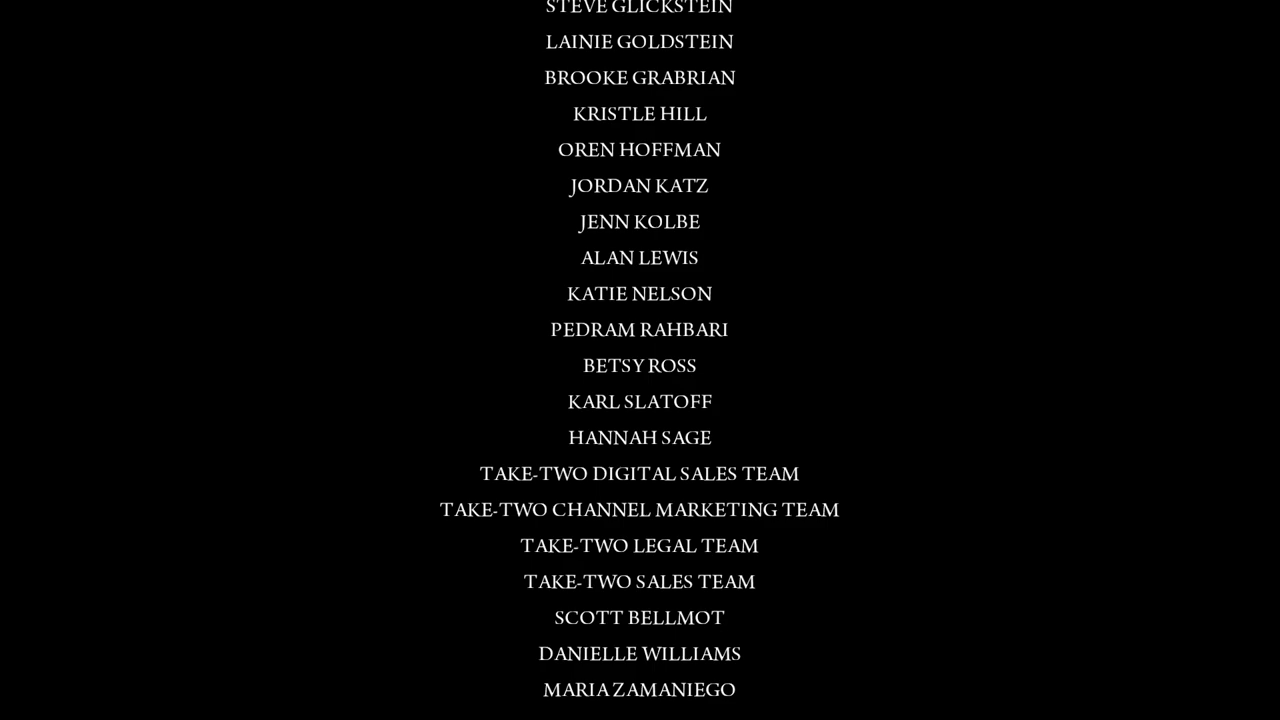 STEVE GLICKSTEIN
LAINIE GOLDSTEIN
BROOKE GRABRIAN
KRISTLE HILL
OREN HOFFMAN
JORDAN KATZ
JENN KOLBE
ALAN LEWIS
KATIE NELSON
PEDRAM RAHBARI
BETSY ROSS
KARL SLATOFF
HANNAH SAGE
TAKE-TWO DIGITAL SALES TEAM
TAKE-TWO CHANNEL MARKETING TEAM
TAKE-TWO LEGAL TEAM
TAKE-TWO SALES TEAM
SCOTT BELLMOT
DANIELLE WILLIAMS
MARIA ZAMANIEGO